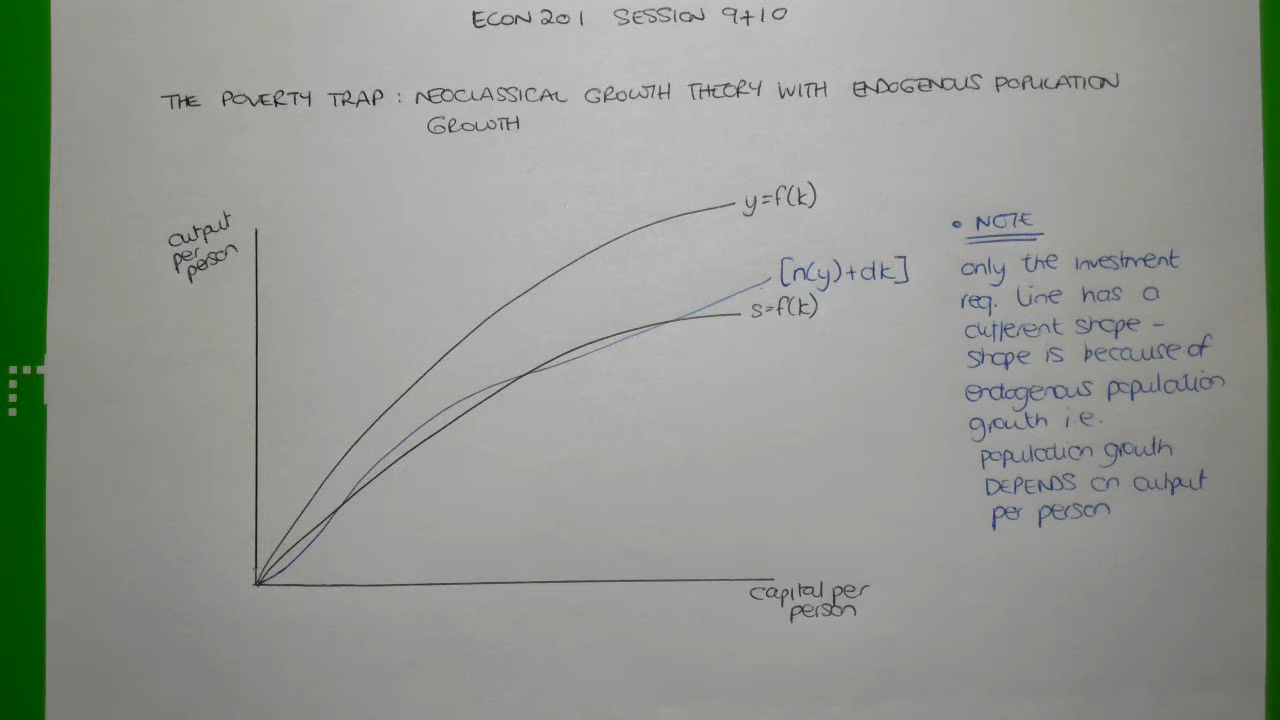 ECON 201 SESSION 9+10
THE POVERTY TRAP: NEOCLASSICAL GROWTH THEORY WITH ENDOGENOUS POPULATION
GROWTH
output
per
person
y=f(k)
[n(y)+dk]
s=f(k)
capital per
person
• NOTE
only the investment
req. line has a
different shape -
shape is because of
endogenous population
growth i.e.
population growth
DEPENDS on output
per person